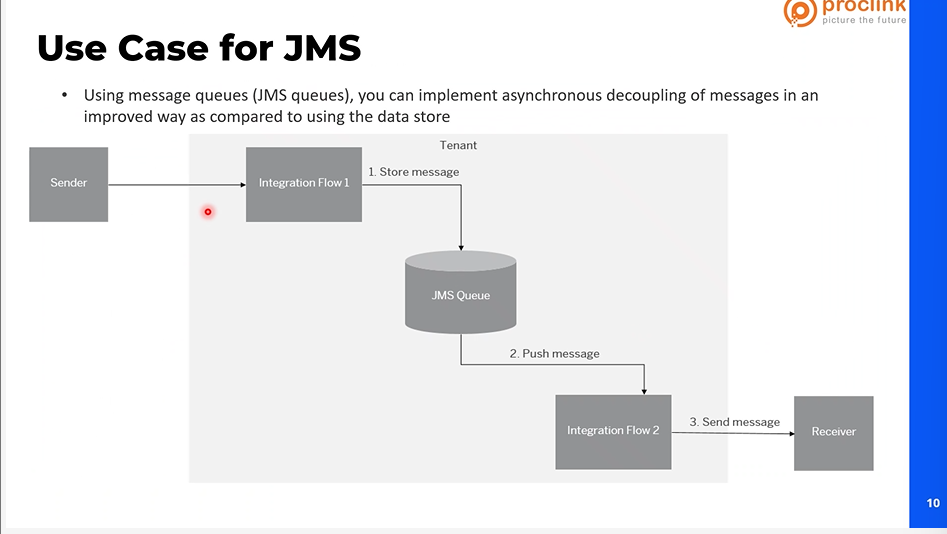 proclink
picture the future
Use Case for JMS
• Using message queues (JMS queues), you can implement asynchronous decoupling of messages in an
improved way as compared to using the data store
Tenant
Sender
Integration Flow 1
1. Store message
JMS Queue
2. Push message
Integration Flow 2
3. Send message
Receiver
10